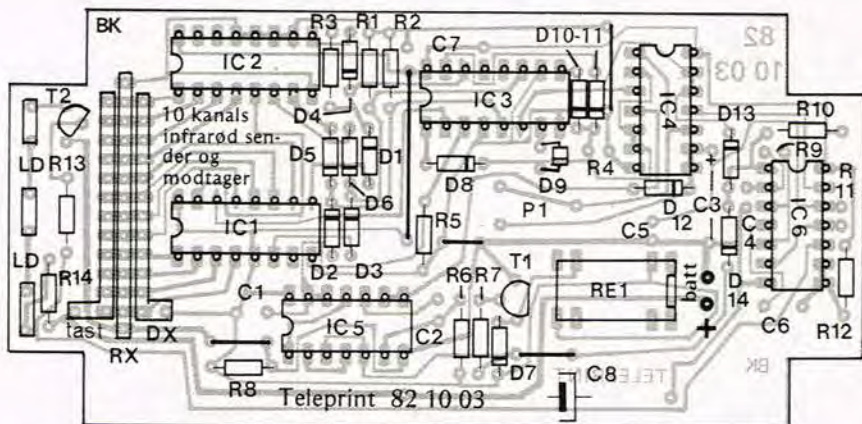 BK
R3 R1 R2
C7
D10-11
82
10 03
IC2
IC3
IC4
T2
D4
D13
R10
10 kanals
infrarød sen-
der og
modtager
LD
R13
D5
D1
D8
D9
R4
R9
R
11
D6
P1
D
12
C3
C
4
IC6
IC1
R5
C5
LD
D2 D3
T1
R14
C1
R6 R7
RE1
batt
D
14
IC5
C2
+
C6
R12
tast
DX
RX
R8
D7
C8
TELEPRINT
BK
Teleprint 82 10 03